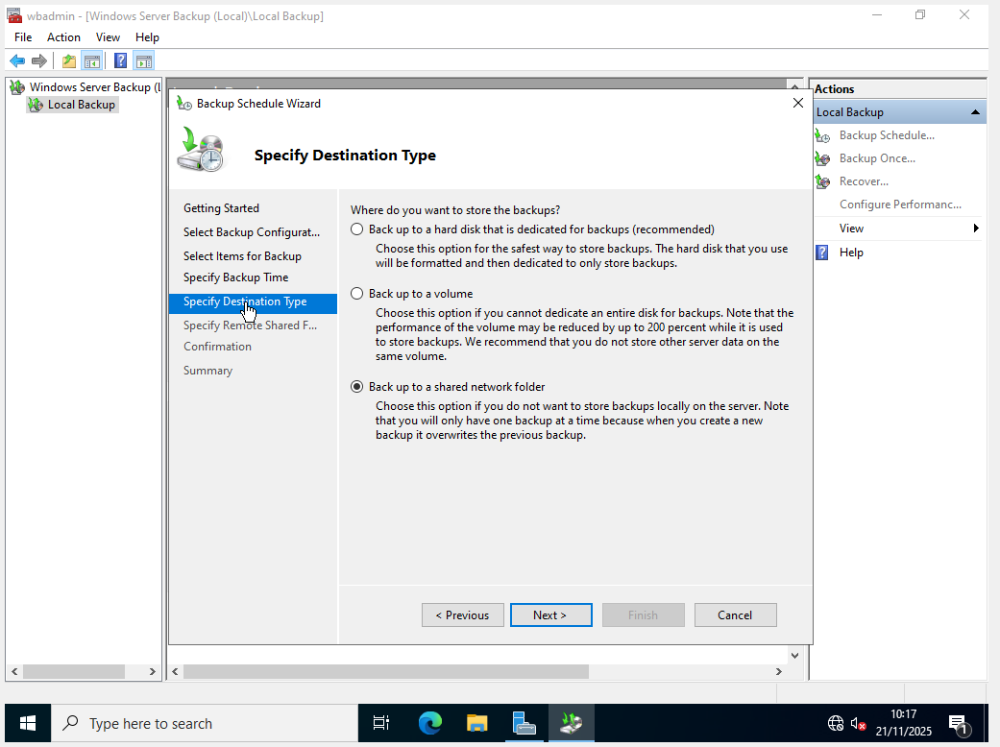 wbadmin - [Windows Server Backup (Local)\Local Backup]
File Action View Help
Windows Server Backup (L
Local Backup
Backup Schedule Wizard
Specify Destination Type
Getting Started
Select Backup Configurat...
Select Items for Backup
Specify Backup Time
Specify Destination Type
Specify Remote Shared F...
Confirmation
Summary
Where do you want to store the backups?
Back up to a hard disk that is dedicated for backups (recommended)
Choose this option for the safest way to store backups. The hard disk that you use
will be formatted and then dedicated to only store backups.
Back up to a volume
Choose this option if you cannot dedicate an entire disk for backups. Note that the
performance of the volume may be reduced by up to 200 percent while it is used
to store backups. We recommend that you do not store other server data on the
same volume.
Back up to a shared network folder
Choose this option if you do not want to store backups locally on the server. Note
that you will only have one backup at a time because when you create a new
backup it overwrites the previous backup.
< Previous
Next >
Finish
Cancel
Actions
Local Backup
Backup Schedule...
Backup Once...
Recover...
Configure Performanc...
View
Help
Type here to search
10:17
21/11/2025
1